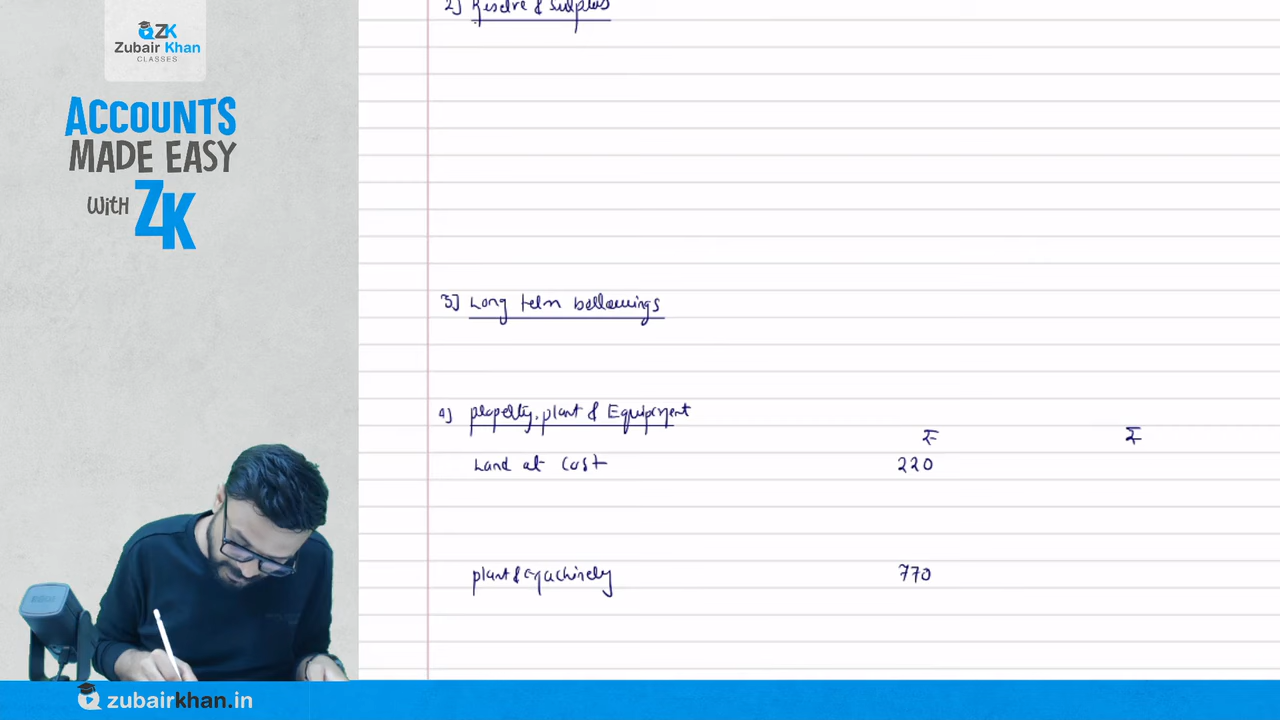 ZK
Zubair Khan
CLASSES
ACCOUNTS
MADE EASY
WITH ZK
2] Reserve & Surplus
3] Long term borrowings
4] property, plant & Equipment
₹ ₹
Land at Cost 220
plant & machinery 770
zubairkhan.in